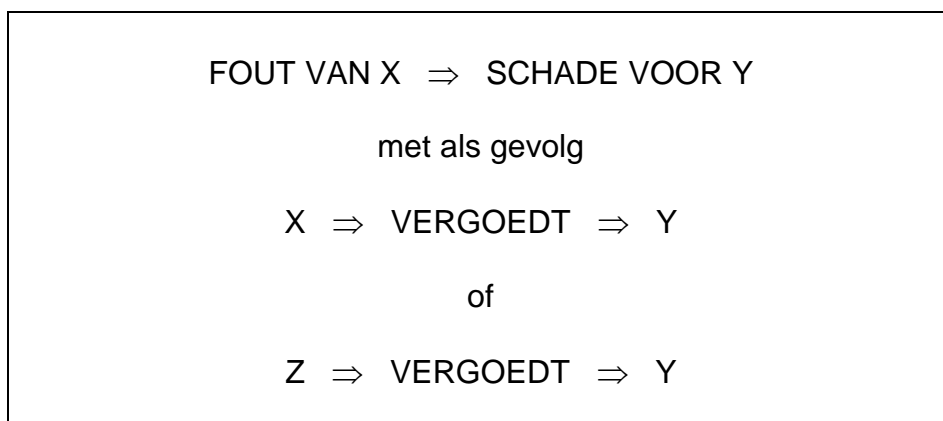 FOUT VAN X ⇒ SCHADE VOOR Y
met als gevolg
X ⇒ VERGOEDT ⇒ Y
of
Z ⇒ VERGOEDT ⇒ Y